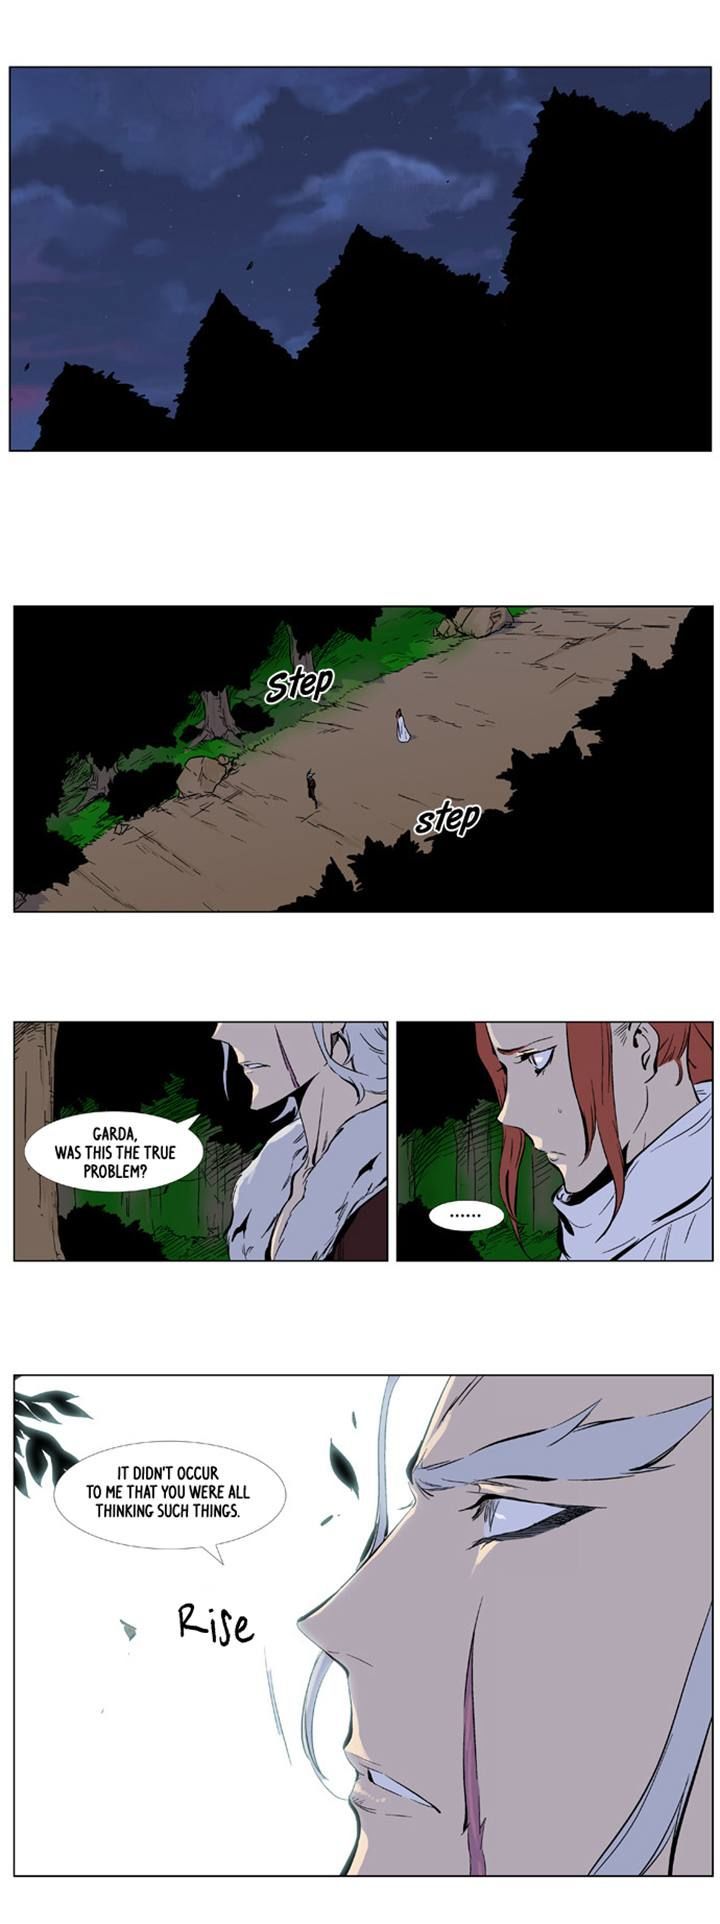 Step
step
GARDA,
WAS THIS THE TRUE
PROBLEM?
......
IT DIDN'T OCCUR
TO ME THAT YOU WERE ALL
THINKING SUCH THINGS.
Rise